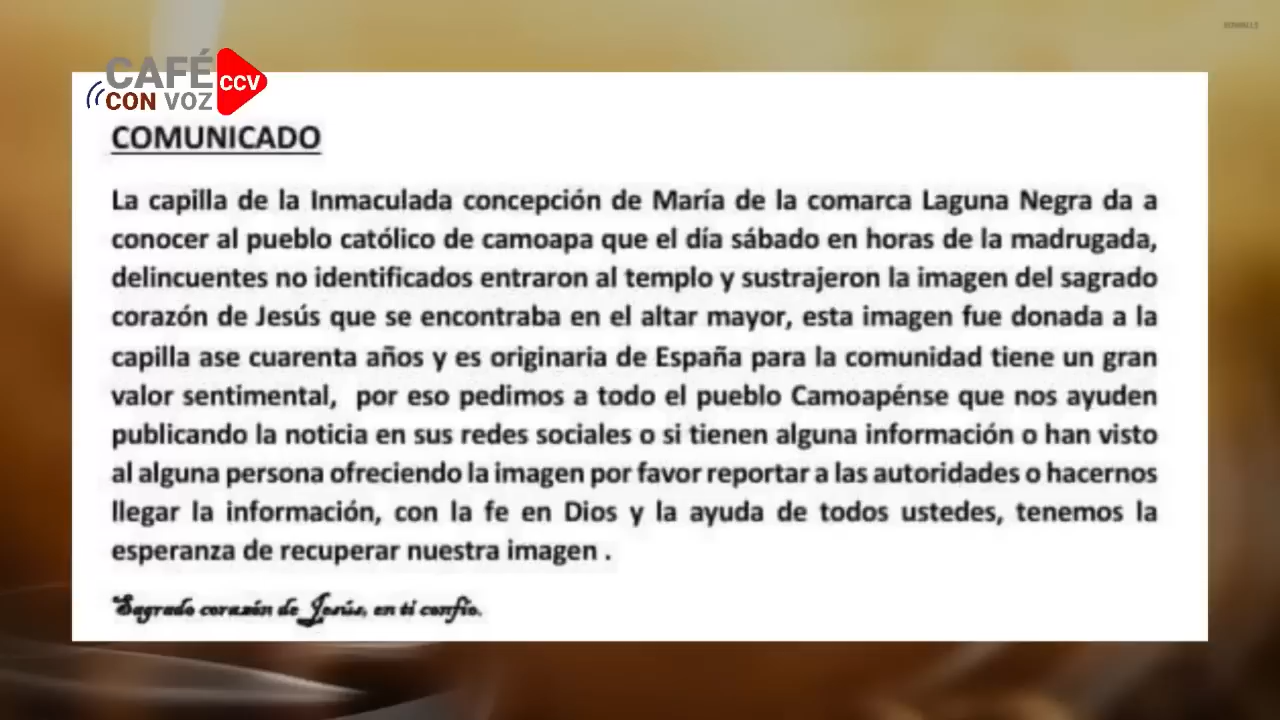 CAFÉ
CON VOZ
CCV
COMUNICADO
La capilla de la Inmaculada concepción de María de la comarca Laguna Negra da a
conocer al pueblo católico de camoapa que el día sábado en horas de la madrugada,
delincuentes no identificados entraron al templo y sustrajeron la imagen del sagrado
corazón de Jesús que se encontraba en el altar mayor, esta imagen fue donada a la
capilla ase cuarenta años y es originaria de España para la comunidad tiene un gran
valor sentimental, por eso pedimos a todo el pueblo Camoapénse que nos ayuden
publicando la noticia en sus redes sociales o si tienen alguna información o han visto
al alguna persona ofreciendo la imagen por favor reportar a las autoridades o hacernos
llegar la información, con la fe en Dios y la ayuda de todos ustedes, tenemos la
esperanza de recuperar nuestra imagen .
Sagrado corazón de Jesús, en ti confío.